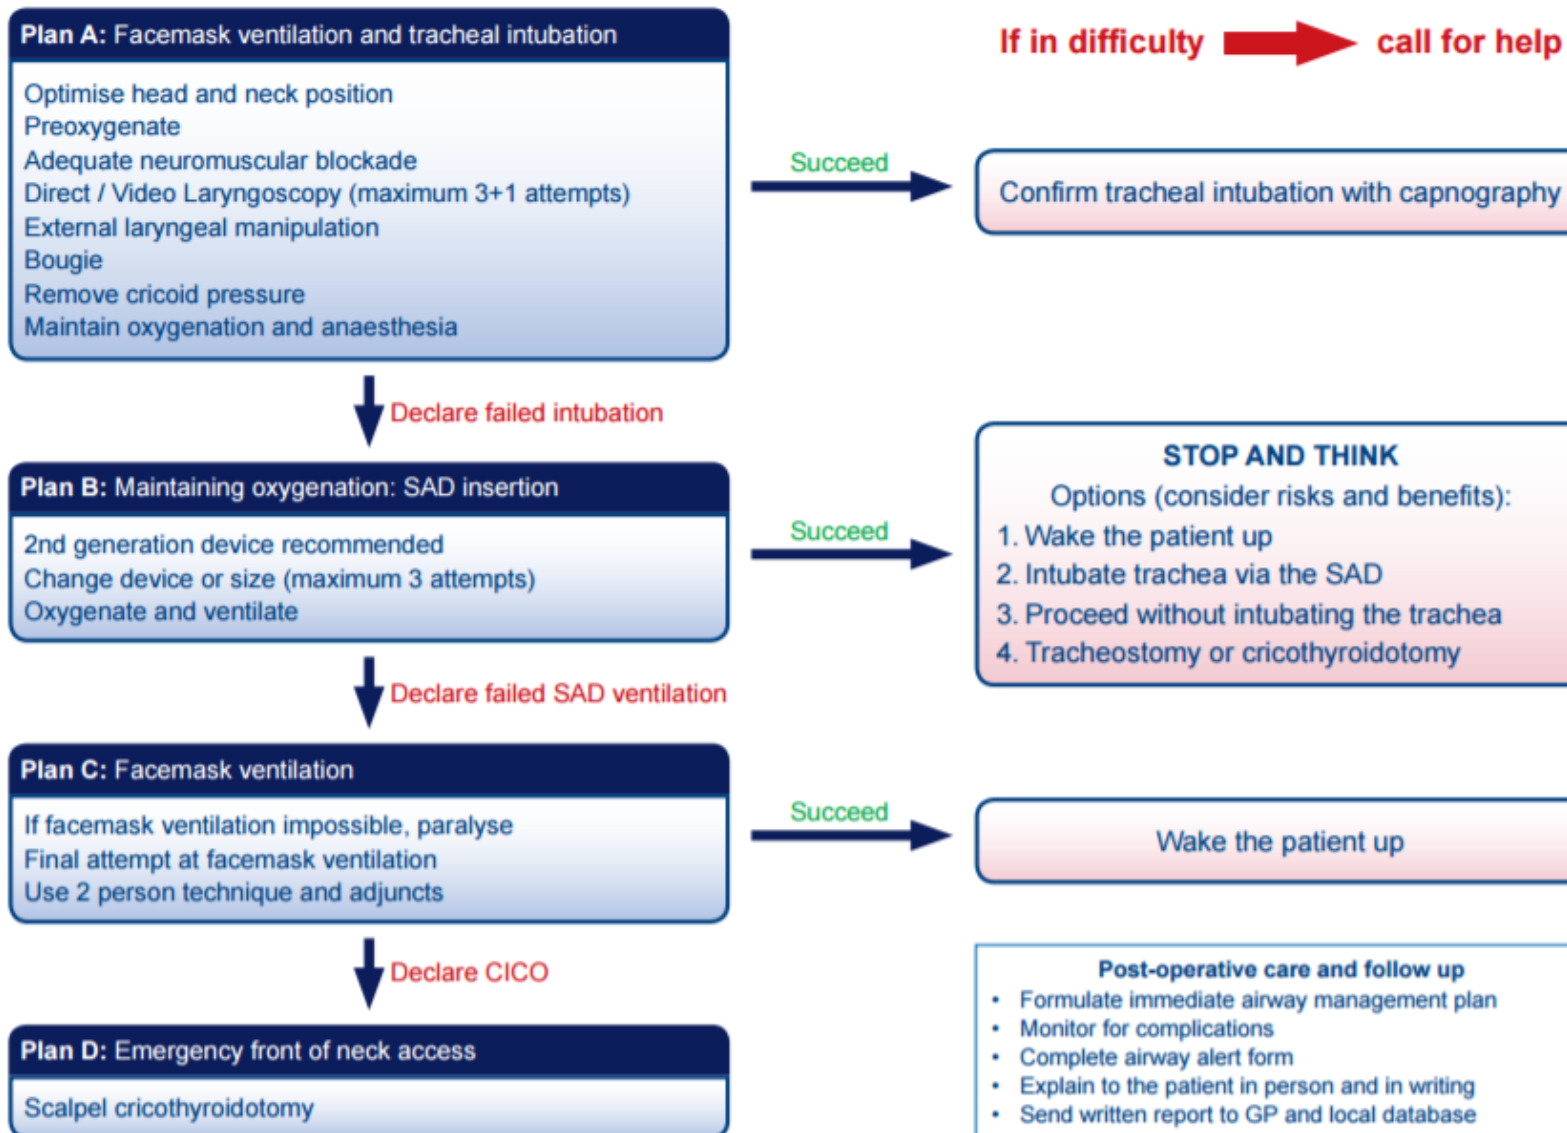 Plan A: Facemask ventilation and tracheal intubation
Optimise head and neck position
Preoxygenate
Adequate neuromuscular blockade
Direct / Video Laryngoscopy (maximum 3+1 attempts)
External laryngeal manipulation
Bougie
Remove cricoid pressure
Maintain oxygenation and anaesthesia
If in difficulty
call for help
Succeed
Confirm tracheal intubation with capnography
Declare failed intubation
Plan B: Maintaining oxygenation: SAD insertion
2nd generation device recommended
Change device or size (maximum 3 attempts)
Oxygenate and ventilate
Succeed
STOP AND THINK
Options (consider risks and benefits):
1. Wake the patient up
2. Intubate trachea via the SAD
3. Proceed without intubating the trachea
4. Tracheostomy or cricothyroidotomy
Declare failed SAD ventilation
Plan C: Facemask ventilation
If facemask ventilation impossible, paralyse
Final attempt at facemask ventilation
Use 2 person technique and adjuncts
Succeed
Wake the patient up
Declare CICO
Plan D: Emergency front of neck access
Scalpel cricothyroidotomy
Post-operative care and follow up
• Formulate immediate airway management plan
• Monitor for complications
• Complete airway alert form
• Explain to the patient in person and in writing
• Send written report to GP and local database